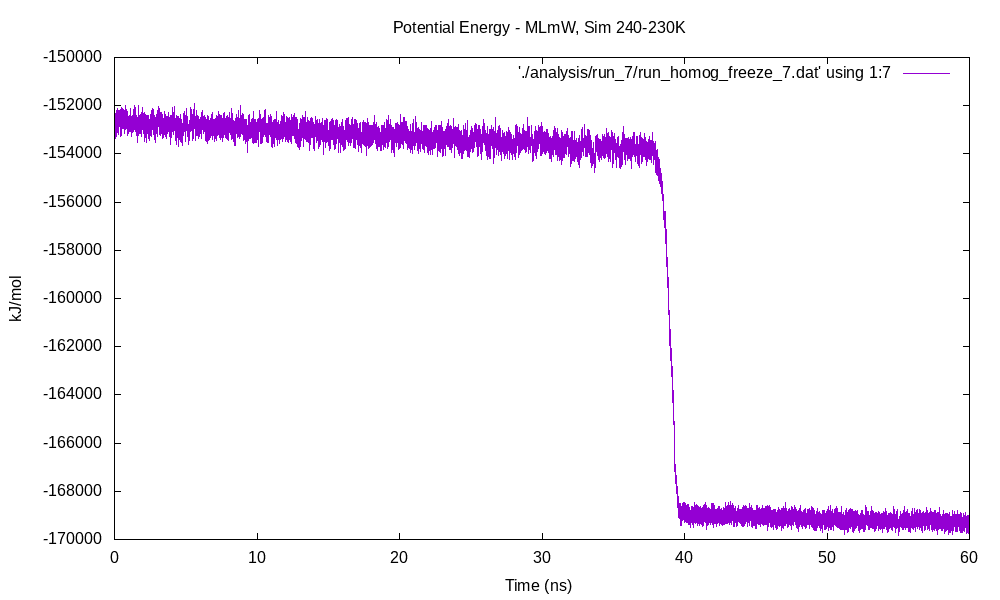 Potential Energy - MLmW, Sim 240-230K
'./analysis/run_7/run_homog_freeze_7.dat' using 1:7
kJ/mol
-150000
-152000
-154000
-156000
-158000
-160000
-162000
-164000
-166000
-168000
-170000
0 10 20 30 40 50 60
Time (ns)